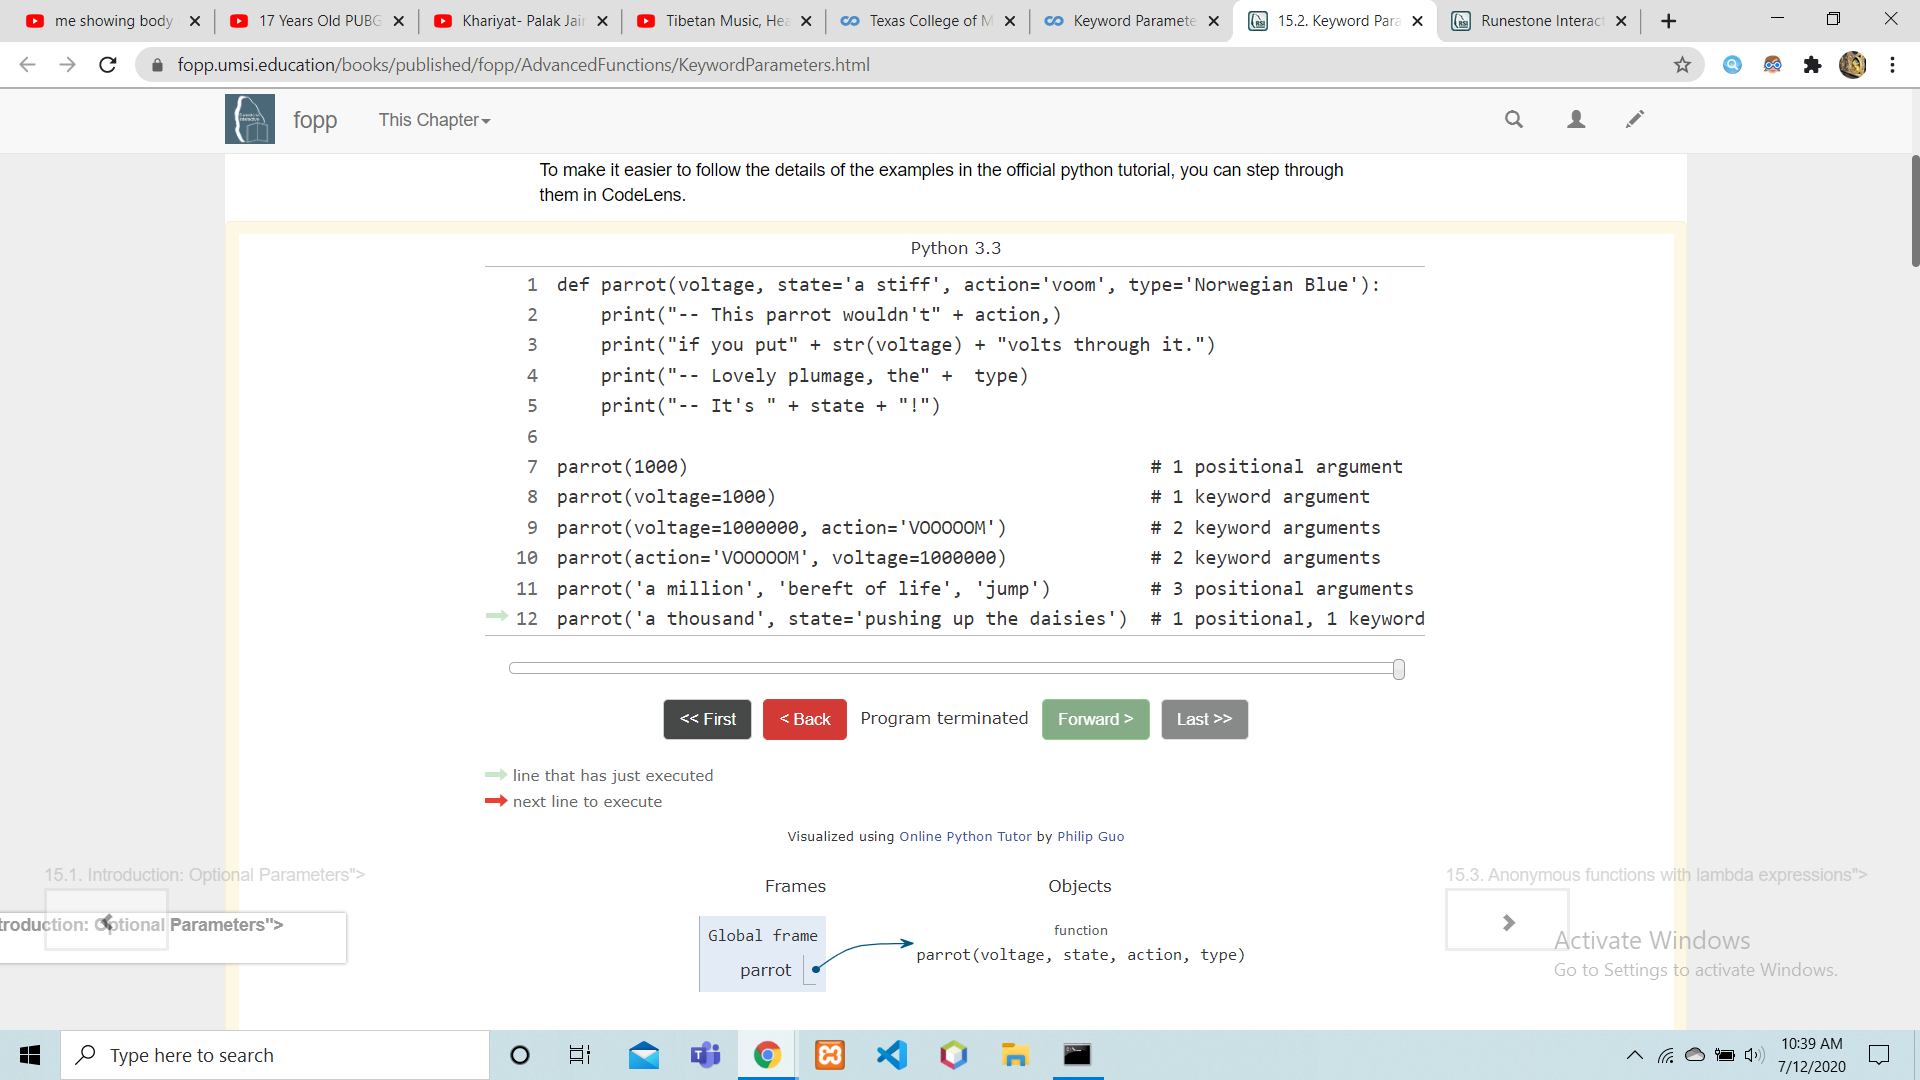 me showing body
17 Years Old PUBG
Khariyat- Palak Jain
Tibetan Music, Hea
Texas College of M
Keyword Paramete
15.2. Keyword Para
Runestone Interact
fopp.umsi.education/books/published/fopp/AdvancedFunctions/KeywordParameters.html
fopp
This Chapter
To make it easier to follow the details of the examples in the official python tutorial, you can step through
them in CodeLens.
Python 3.3
1 def parrot(voltage, state='a stiff', action='voom', type='Norwegian Blue'):
2 print("-- This parrot wouldn't" + action,)
3 print("if you put" + str(voltage) + "volts through it.")
4 print("-- Lovely plumage, the" +  type)
5 print("-- It's " + state + "!")
6
7 parrot(1000) # 1 positional argument
8 parrot(voltage=1000) # 1 keyword argument
9 parrot(voltage=1000000, action='VOOOOOM') # 2 keyword arguments
10 parrot(action='VOOOOOM', voltage=1000000) # 2 keyword arguments
11 parrot('a million', 'bereft of life', 'jump') # 3 positional arguments
12 parrot('a thousand', state='pushing up the daisies') # 1 positional, 1 keyword
<< First
< Back
Program terminated
Forward >
Last >>
line that has just executed
next line to execute
Visualized using Online Python Tutor by Philip Guo
15.1. Introduction: Optional Parameters">
15.3. Anonymous functions with lambda expressions">
Frames
Objects
troduction: Optional Parameters">
Global frame
function
parrot
parrot(voltage, state, action, type)
Activate Windows
Go to Settings to activate Windows.
Type here to search
10:39 AM
7/12/2020